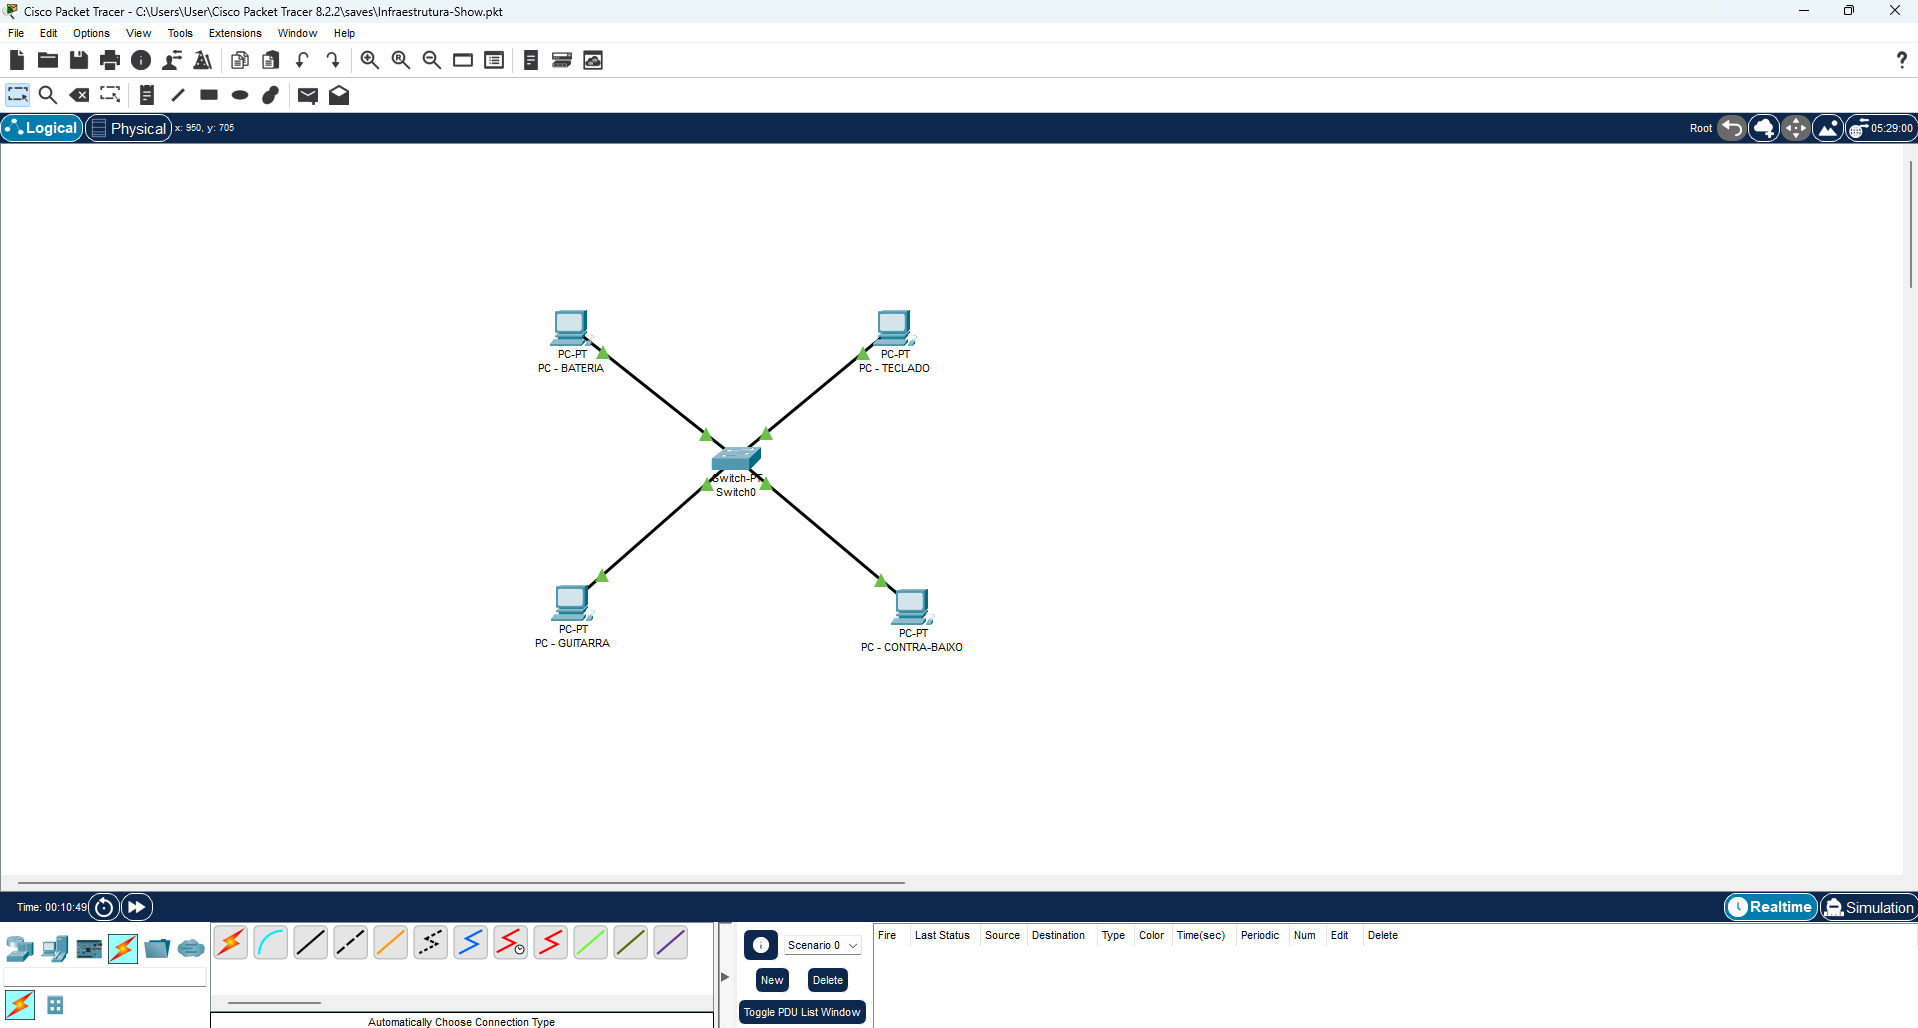 Cisco Packet Tracer - C:\Users\User\Cisco Packet Tracer 8.2.2\saves\Infraestrutura-Show.pkt
File Edit Options View Tools Extensions Window Help
Logical Physical x: 950, y: 705 Root 05:29:00
PC-PT
PC - BATERIA
PC-PT
PC - TECLADO
Switch-PT
Switch0
PC-PT
PC - GUITARRA
PC-PT
PC - CONTRA-BAIXO
Time: 00:10:49 Realtime Simulation
Scenario 0
New Delete
Toggle PDU List Window
Fire Last Status Source Destination Type Color Time(sec) Periodic Num Edit Delete
Automatically Choose Connection Type